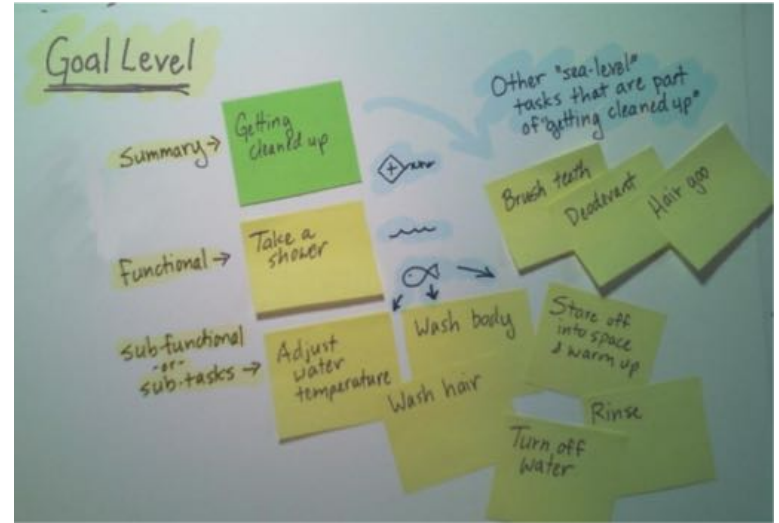 Goal Level
Summary →
Getting
cleaned up
Other "sea-level"
tasks that are part
of "getting cleaned up"
Brush teeth
Deodorant
Hair goo
Functional →
Take a
shower
sub-functional
-or-
sub-tasks →
Adjust
water
temperature
Wash body
Wash hair
Stare off
into space
& warm up
Rinse
Turn off
water